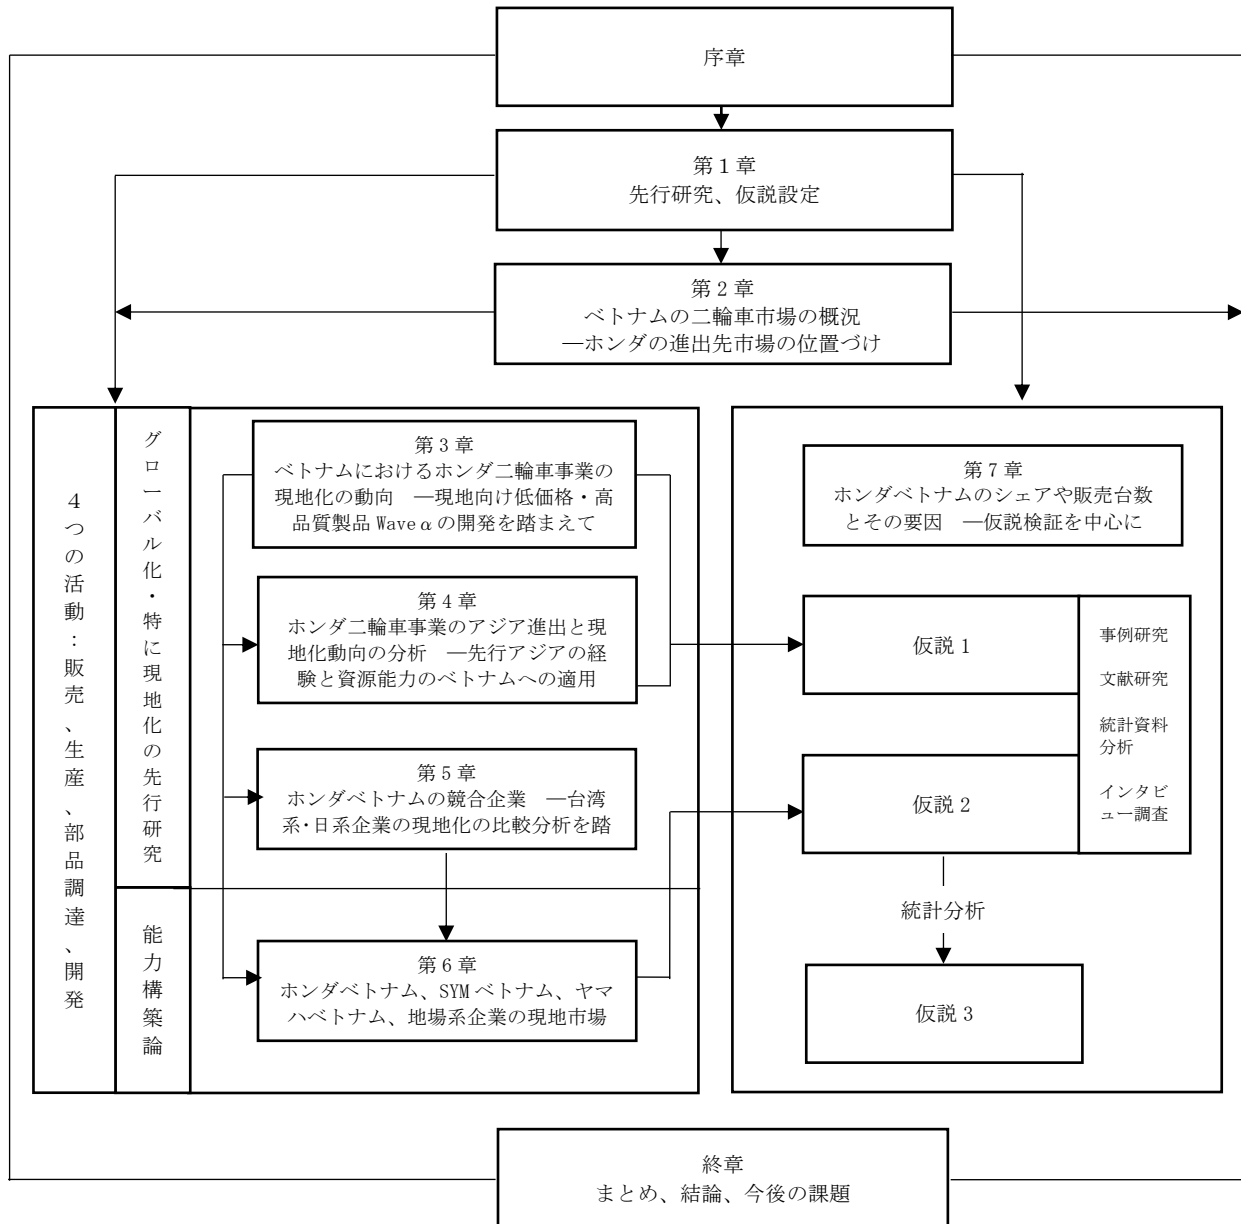 序章
第1章
先行研究、仮説設定
第2章
ベトナムの二輪車市場の概況
―ホンダの進出先市場の位置づけ
4つの活動：販売、生産、部品調達、開発
グローバル化・特に現地化の先行研究
能力構築論
第3章
ベトナムにおけるホンダ二輪車事業の
現地化の動向　―現地向け低価格・高
品質製品 Wave α の開発を踏まえて
第4章
ホンダ二輪車事業のアジア進出と現
地化動向の分析　―先行アジアの経
験と資源能力のベトナムへの適用
第5章
ホンダベトナムの競合企業　―台湾
系・日系企業の現地化の比較分析を踏
第6章
ホンダベトナム、SYM ベトナム、ヤマ
ハベトナム、地場系企業の現地市場
第7章
ホンダベトナムのシェアや販売台数
とその要因　―仮説検証を中心に
仮説1
事例研究
文献研究
統計資料
分析
インタビ
ュー調査
仮説2
統計分析
仮説3
終章
まとめ、結論、今後の課題